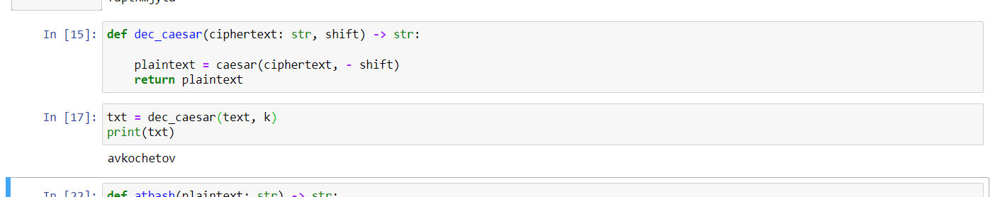 In [15]: def dec_caesar(ciphertext: str, shift) -> str:
plaintext = caesar(ciphertext, - shift)
return plaintext
In [17]: txt = dec_caesar(text, k)
print(txt)
avkochetov
In [22]: def atbash(plaintext: str) -> str: